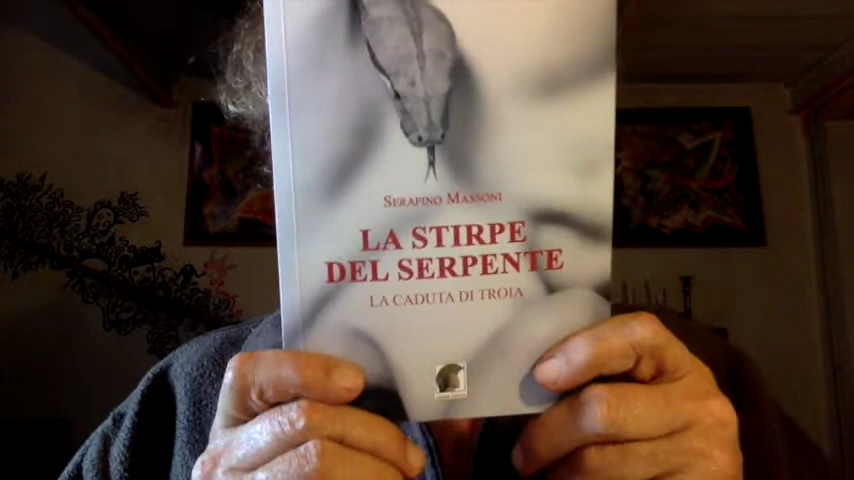 Serafino Massoni
LA STIRPE
DEL SERPENTE
LA CADUTA DI TROIA